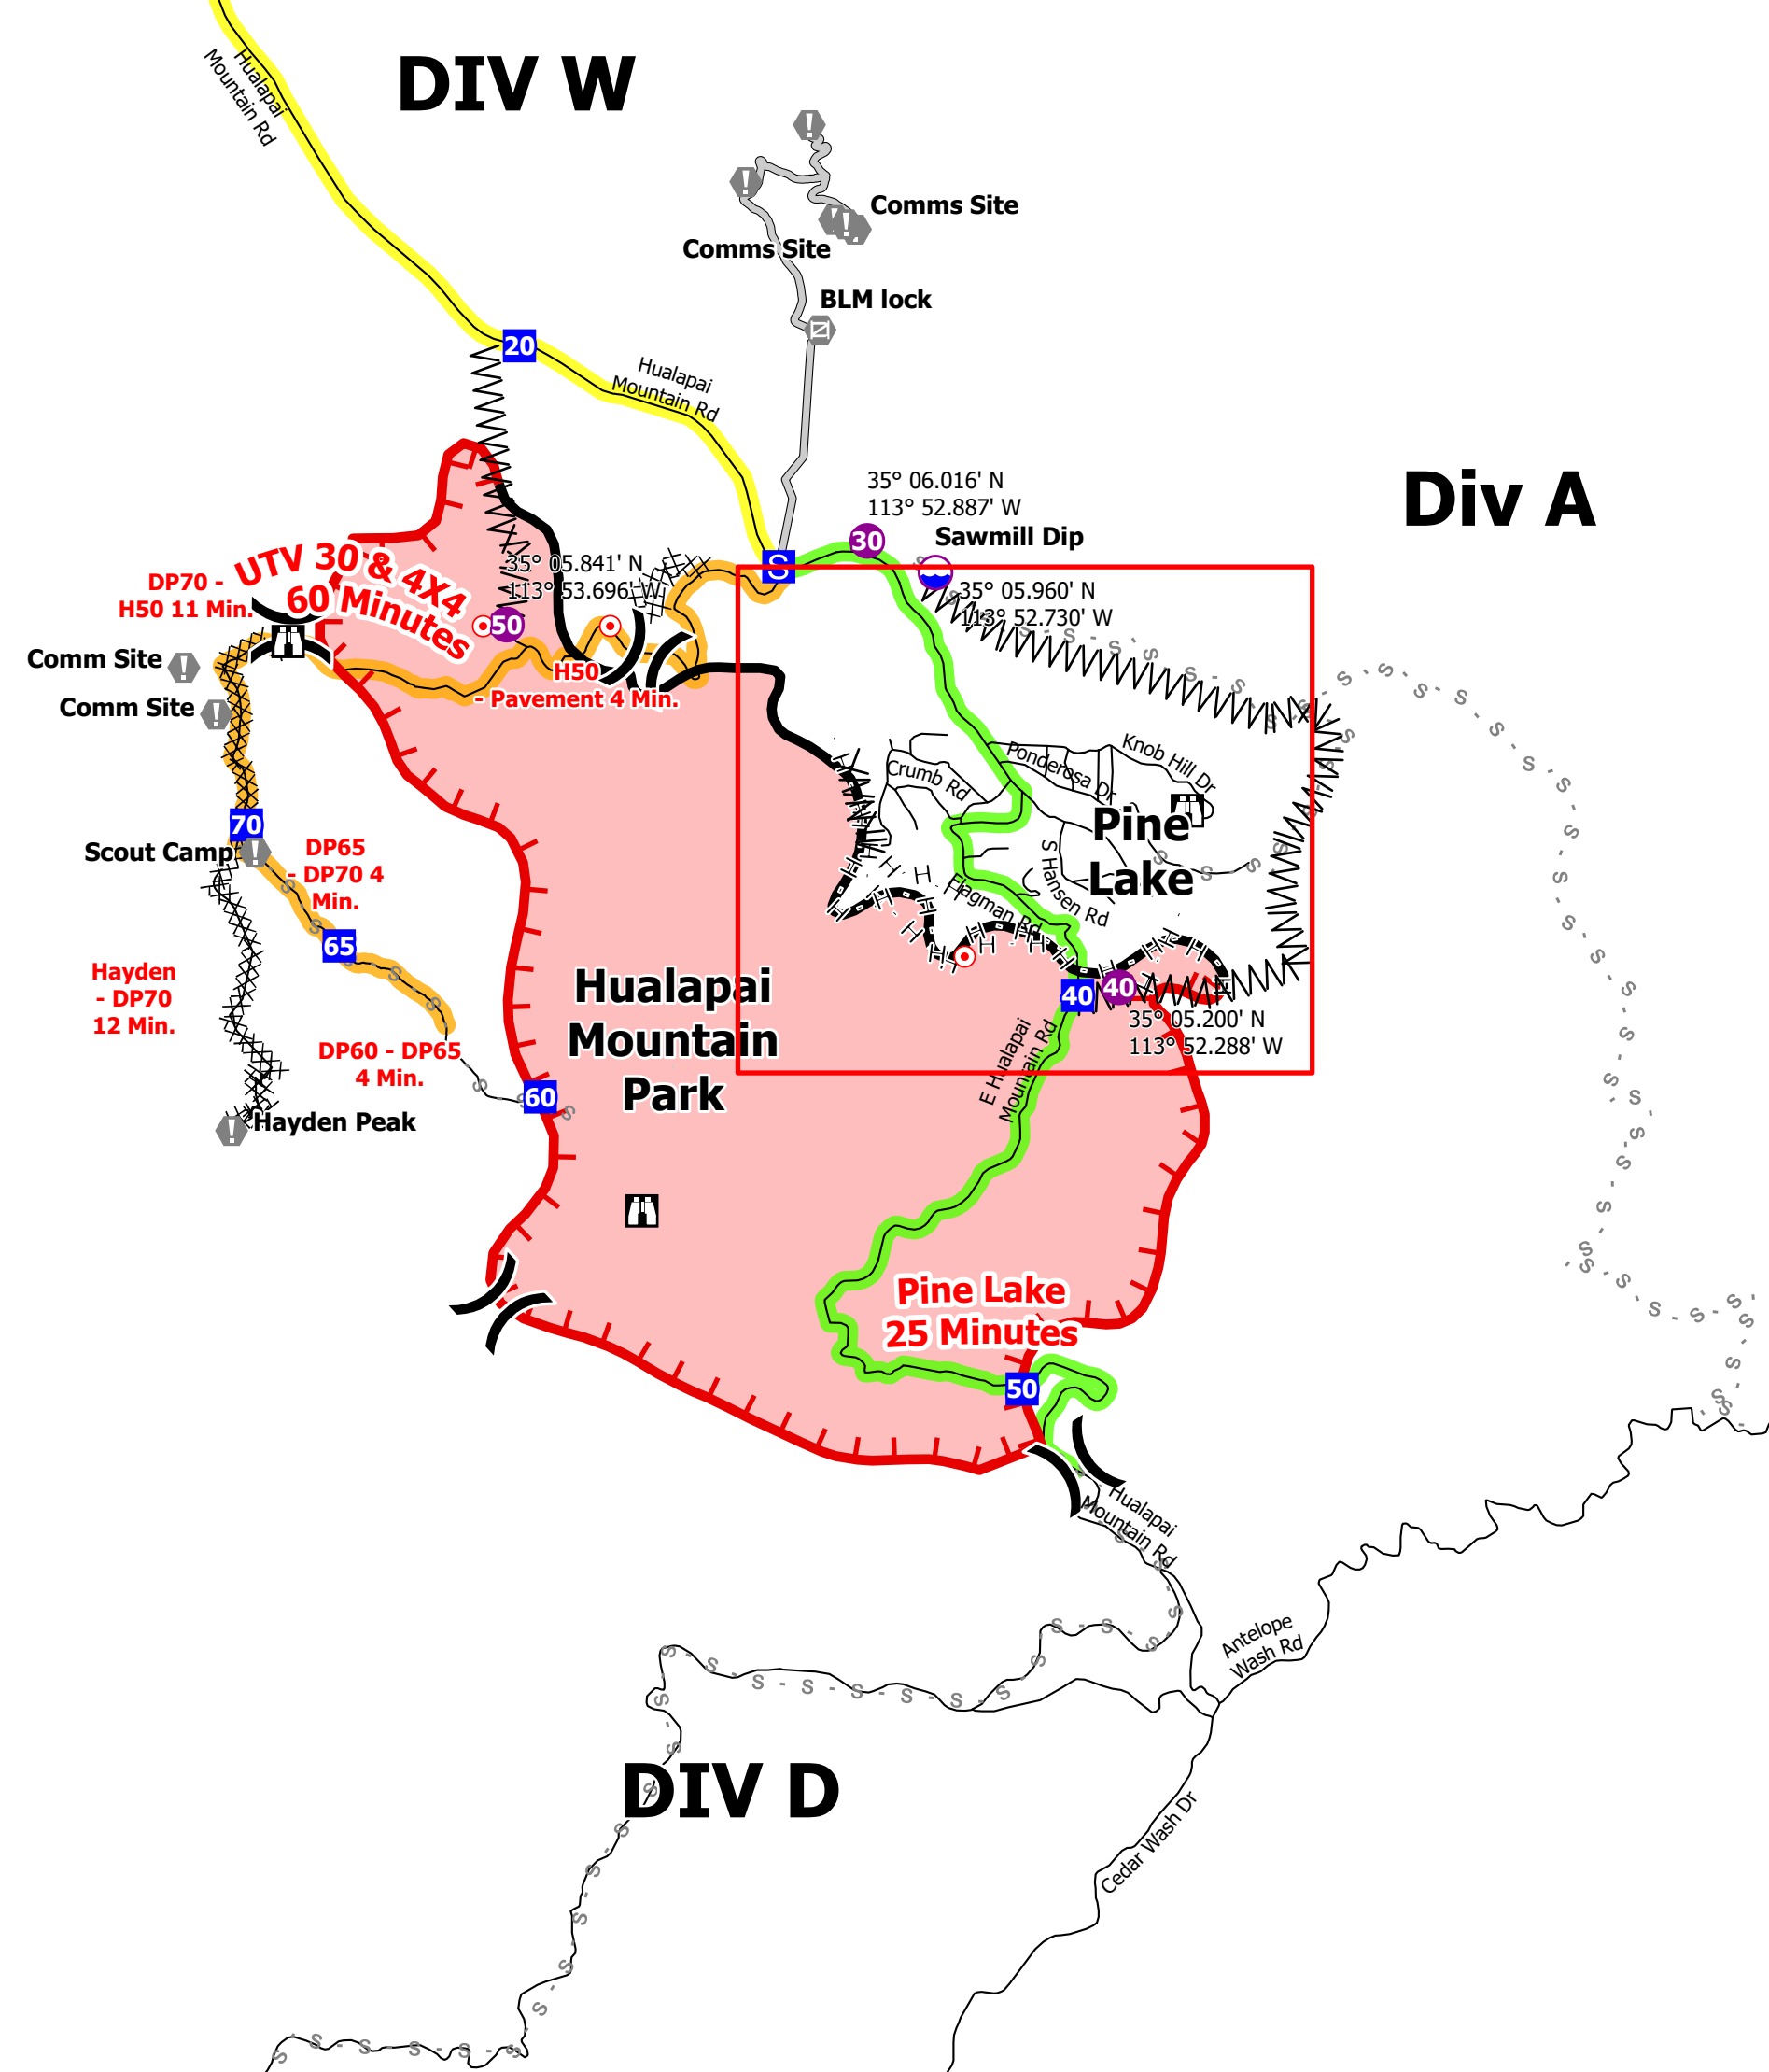 DIV W
Hualapai
Mountain Rd
Comms Site
Comms Site
BLM lock
20
Hualapai
Mountain Rd
35° 06.016' N
113° 52.887' W
Div A
30
Sawmill Dip
S
35° 05.841' N
113° 53.696' W
35° 05.960' N
113° 52.730' W
DP70 -
H50 11 Min.
UTV 30 & 4X4
60 Minutes
50
Comm Site
H50
- Pavement 4 Min.
Comm Site
Crumb Rd
Ponderosa Dr
Knob Hill Dr
70
Pine
Lake
Scout Camp
DP65
- DP70 4
Min.
S Hansen Rd
Flagman Rd
65
Hayden
- DP70
12 Min.
Hualapai
Mountain
Park
40
40
35° 05.200' N
113° 52.288' W
E Hualapai
Mountain Rd
DP60 - DP65
4 Min.
60
Hayden Peak
Pine Lake
25 Minutes
50
Hualapai
Mountain Rd
Antelope
Wash Rd
DIV D
Cedar Wash Dr